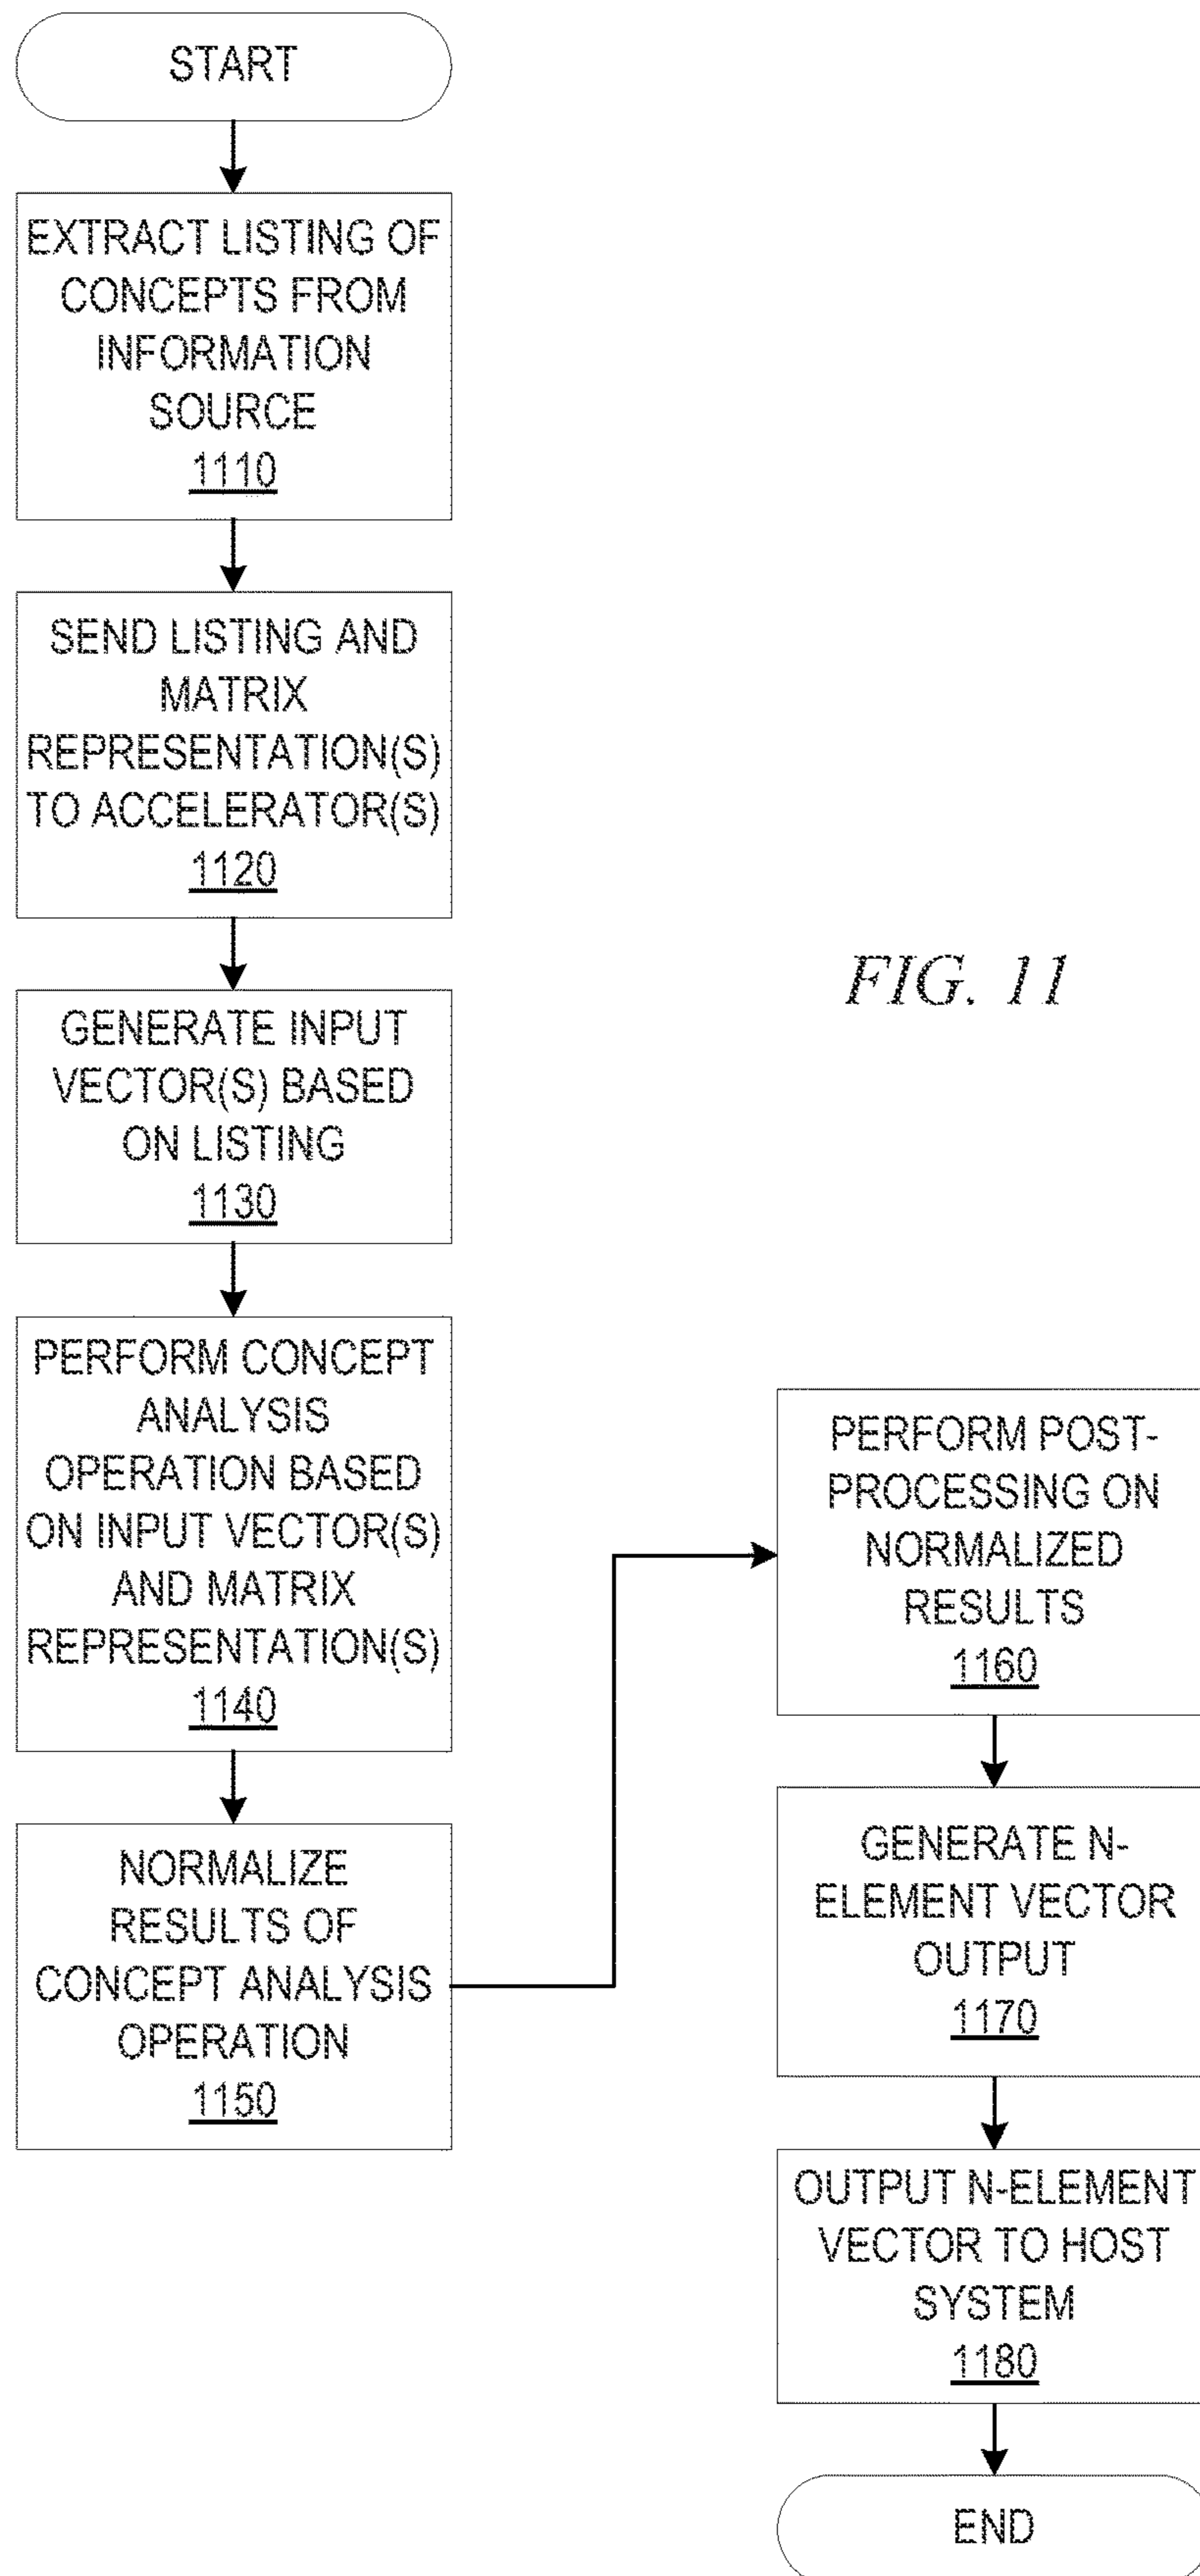 START
EXTRACT LISTING OF
CONCEPTS FROM
INFORMATION
SOURCE
1110
SEND LISTING AND
MATRIX
REPRESENTATION(S)
TO ACCELERATOR(S)
1120
GENERATE INPUT
VECTOR(S) BASED
ON LISTING
1130
PERFORM CONCEPT
ANALYSIS
OPERATION BASED
ON INPUT VECTOR(S)
AND MATRIX
REPRESENTATION(S)
1140
NORMALIZE
RESULTS OF
CONCEPT ANALYSIS
OPERATION
1150
FIG. 11
PERFORM POST-
PROCESSING ON
NORMALIZED
RESULTS
1160
GENERATE N-
ELEMENT VECTOR
OUTPUT
1170
OUTPUT N-ELEMENT
VECTOR TO HOST
SYSTEM
1180
END